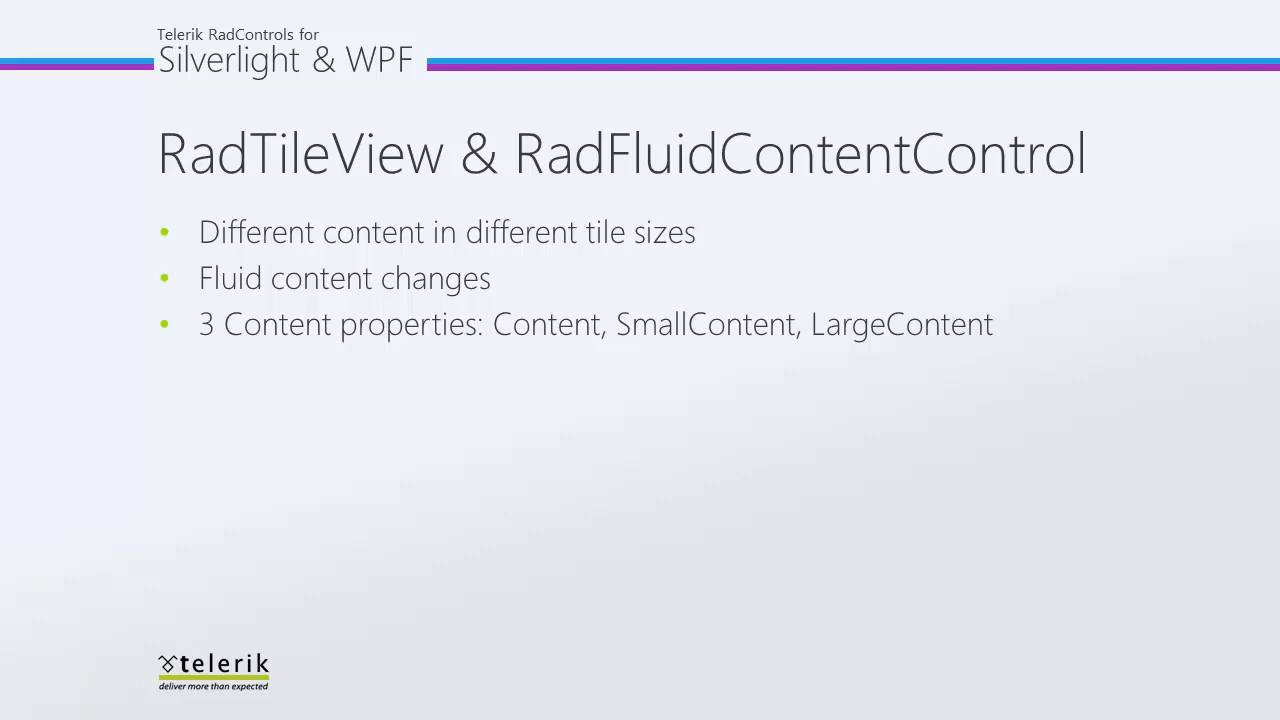 Telerik RadControls for
Silverlight & WPF
RadTileView & RadFluidContentControl
• Different content in different tile sizes
• Fluid content changes
• 3 Content properties: Content, SmallContent, LargeContent
telerik
deliver more than expected